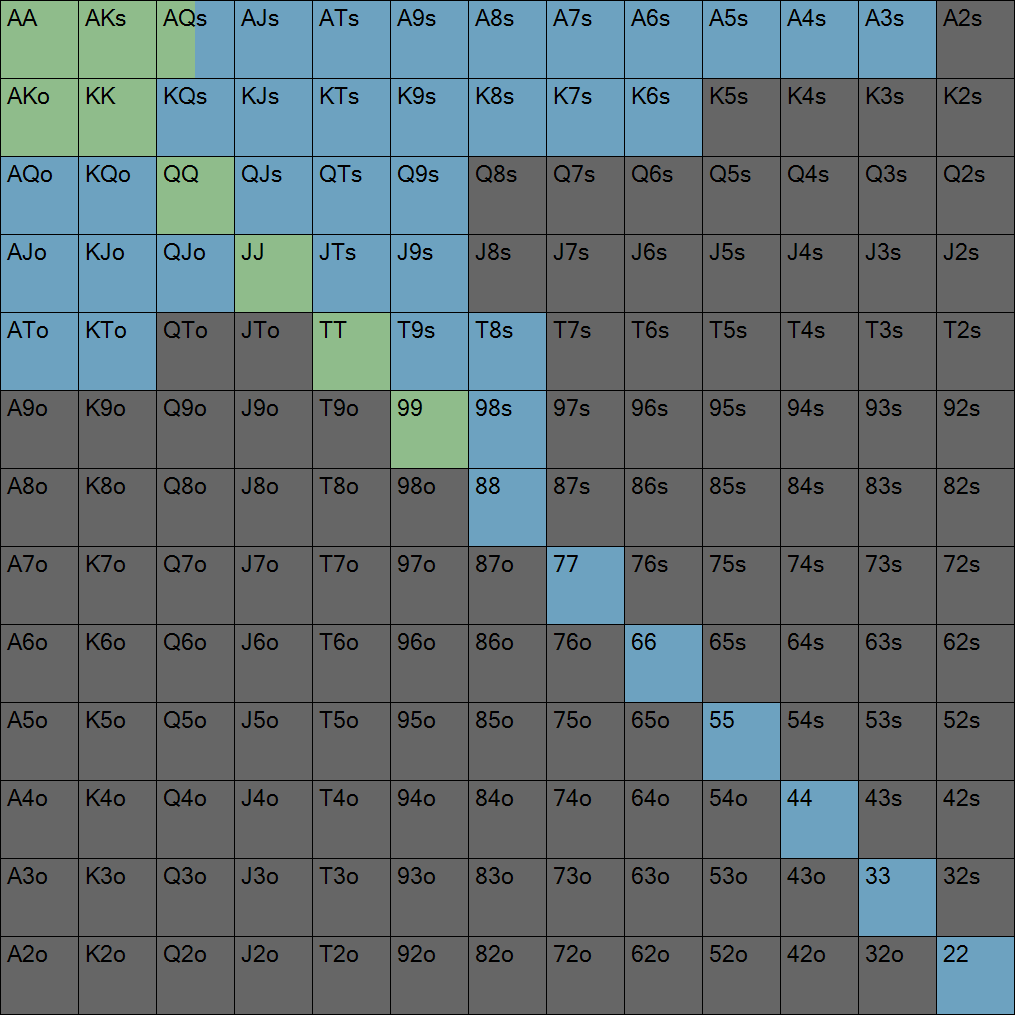 AA AKs AQs AJs ATs A9s A8s A7s A6s A5s A4s A3s A2s
AKo KK KQs KJs KTs K9s K8s K7s K6s K5s K4s K3s K2s
AQo KQo QQ QJs QTs Q9s Q8s Q7s Q6s Q5s Q4s Q3s Q2s
AJo KJo QJo JJ JTs J9s J8s J7s J6s J5s J4s J3s J2s
ATo KTo QTo JTo TT T9s T8s T7s T6s T5s T4s T3s T2s
A9o K9o Q9o J9o T9o 99 98s 97s 96s 95s 94s 93s 92s
A8o K8o Q8o J8o T8o 98o 88 87s 86s 85s 84s 83s 82s
A7o K7o Q7o J7o T7o 97o 87o 77 76s 75s 74s 73s 72s
A6o K6o Q6o J6o T6o 96o 86o 76o 66 65s 64s 63s 62s
A5o K5o Q5o J5o T5o 95o 85o 75o 65o 55 54s 53s 52s
A4o K4o Q4o J4o T4o 94o 84o 74o 64o 54o 44 43s 42s
A3o K3o Q3o J3o T3o 93o 83o 73o 63o 53o 43o 33 32s
A2o K2o Q2o J2o T2o 92o 82o 72o 62o 52o 42o 32o 22